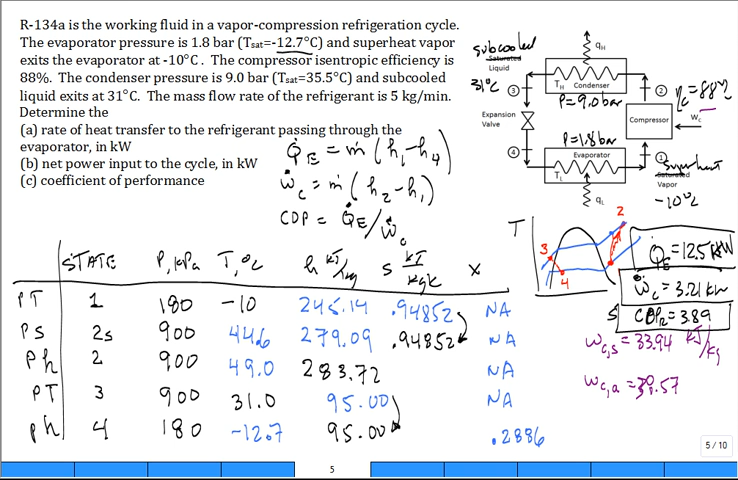 R-134a is the working fluid in a vapor-compression refrigeration cycle.
The evaporator pressure is 1.8 bar (Tsat=-12.7°C) and superheat vapor
exits the evaporator at -10°C . The compressor isentropic efficiency is
88%. The condenser pressure is 9.0 bar (Tsat=35.5°C) and subcooled
liquid exits at 31°C. The mass flow rate of the refrigerant is 5 kg/min.
Determine the
(a) rate of heat transfer to the refrigerant passing through the
evaporator, in kW
(b) net power input to the cycle, in kW
(c) coefficient of performance
Q̇E = ṁ (h1-h4)
Ẇc = ṁ (h2-h1)
COP = Q̇E/Ẇc
subcooled
Saturated
Liquid
31°C
qH
TH Condenser
P=9.0 bar
3
2
ηc=88%
Compressor
Wc
Expansion
Valve
P=1.8 bar
4
Evaporator
TL
1
superheat
Saturated
Vapor
-10°C
qL
T
2
3
4
S
Q̇E =12.5 kW
Ẇc = 3.21 kW
COPR = 3.89
wc,s = 33.94 kJ/kg
wc,a = 38.57
STATE P, kPa T, °C h kJ/kg s kJ/kgK x
PT 1 180 -10 245.14 .94852 NA
Ps 2s 900 44.6 279.09 .94852 NA
Ph 2 900 49.0 283.72 NA
PT 3 900 31.0 95.00 NA
Ph 4 180 -12.7 95.00 .2886
5 / 10
5